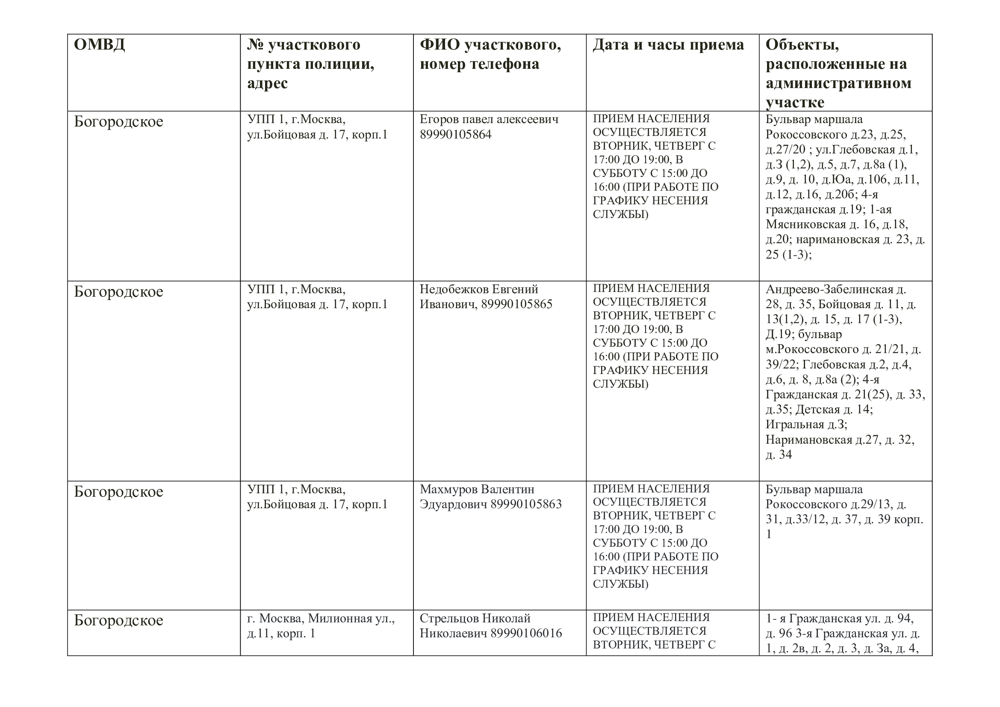 ОМВД
№ участкового
пункта полиции,
адрес
ФИО участкового,
номер телефона
Дата и часы приема
Объекты,
расположенные на
административном
участке
Богородское
УПП 1, г.Москва,
ул.Бойцовая д. 17, корп.1
Егоров павел алексеевич
89990105864
ПРИЕМ НАСЕЛЕНИЯ
ОСУЩЕСТВЛЯЕТСЯ
ВТОРНИК, ЧЕТВЕРГ С
17:00 ДО 19:00, В
СУББОТУ С 15:00 ДО
16:00 (ПРИ РАБОТЕ ПО
ГРАФИКУ НЕСЕНИЯ
СЛУЖБЫ)
Бульвар маршала
Рокоссовского д.23, д.25,
д.27/20 ; ул.Глебовская д.1,
д.З (1,2), д.5, д.7, д.8а (1),
д.9, д. 10, д.Юа, д.106, д.11,
д.12, д.16, д.20б; 4-я
гражданская д.19; 1-ая
Мясниковская д. 16, д.18,
д.20; наримановская д. 23, д.
25 (1-3);
Богородское
УПП 1, г.Москва,
ул.Бойцовая д. 17, корп.1
Недобежков Евгений
Иванович, 89990105865
ПРИЕМ НАСЕЛЕНИЯ
ОСУЩЕСТВЛЯЕТСЯ
ВТОРНИК, ЧЕТВЕРГ С
17:00 ДО 19:00, В
СУББОТУ С 15:00 ДО
16:00 (ПРИ РАБОТЕ ПО
ГРАФИКУ НЕСЕНИЯ
СЛУЖБЫ)
Андреево-Забелинская д.
28, д. 35, Бойцовая д. 11, д.
13(1,2), д. 15, д. 17 (1-3),
Д.19; бульвар
м.Рокоссовского д. 21/21, д.
39/22; Глебовская д.2, д.4,
д.6, д. 8, д.8а (2); 4-я
Гражданская д. 21(25), д. 33,
д.35; Детская д. 14;
Игральная д.З;
Наримановская д.27, д. 32,
д. 34
Богородское
УПП 1, г.Москва,
ул.Бойцовая д. 17, корп.1
Махмуров Валентин
Эдуардович 89990105863
ПРИЕМ НАСЕЛЕНИЯ
ОСУЩЕСТВЛЯЕТСЯ
ВТОРНИК, ЧЕТВЕРГ С
17:00 ДО 19:00, В
СУББОТУ С 15:00 ДО
16:00 (ПРИ РАБОТЕ ПО
ГРАФИКУ НЕСЕНИЯ
СЛУЖБЫ)
Бульвар маршала
Рокоссовского д.29/13, д.
31, д.33/12, д. 37, д. 39 корп.
1
Богородское
г. Москва, Милионная ул.,
д.11, корп. 1
Стрельцов Николай
Николаевич 89990106016
ПРИЕМ НАСЕЛЕНИЯ
ОСУЩЕСТВЛЯЕТСЯ
ВТОРНИК, ЧЕТВЕРГ С
1- я Гражданская ул. д. 94,
д. 96 3-я Гражданская ул. д.
1, д. 2в, д. 2, д. 3, д. За, д. 4,